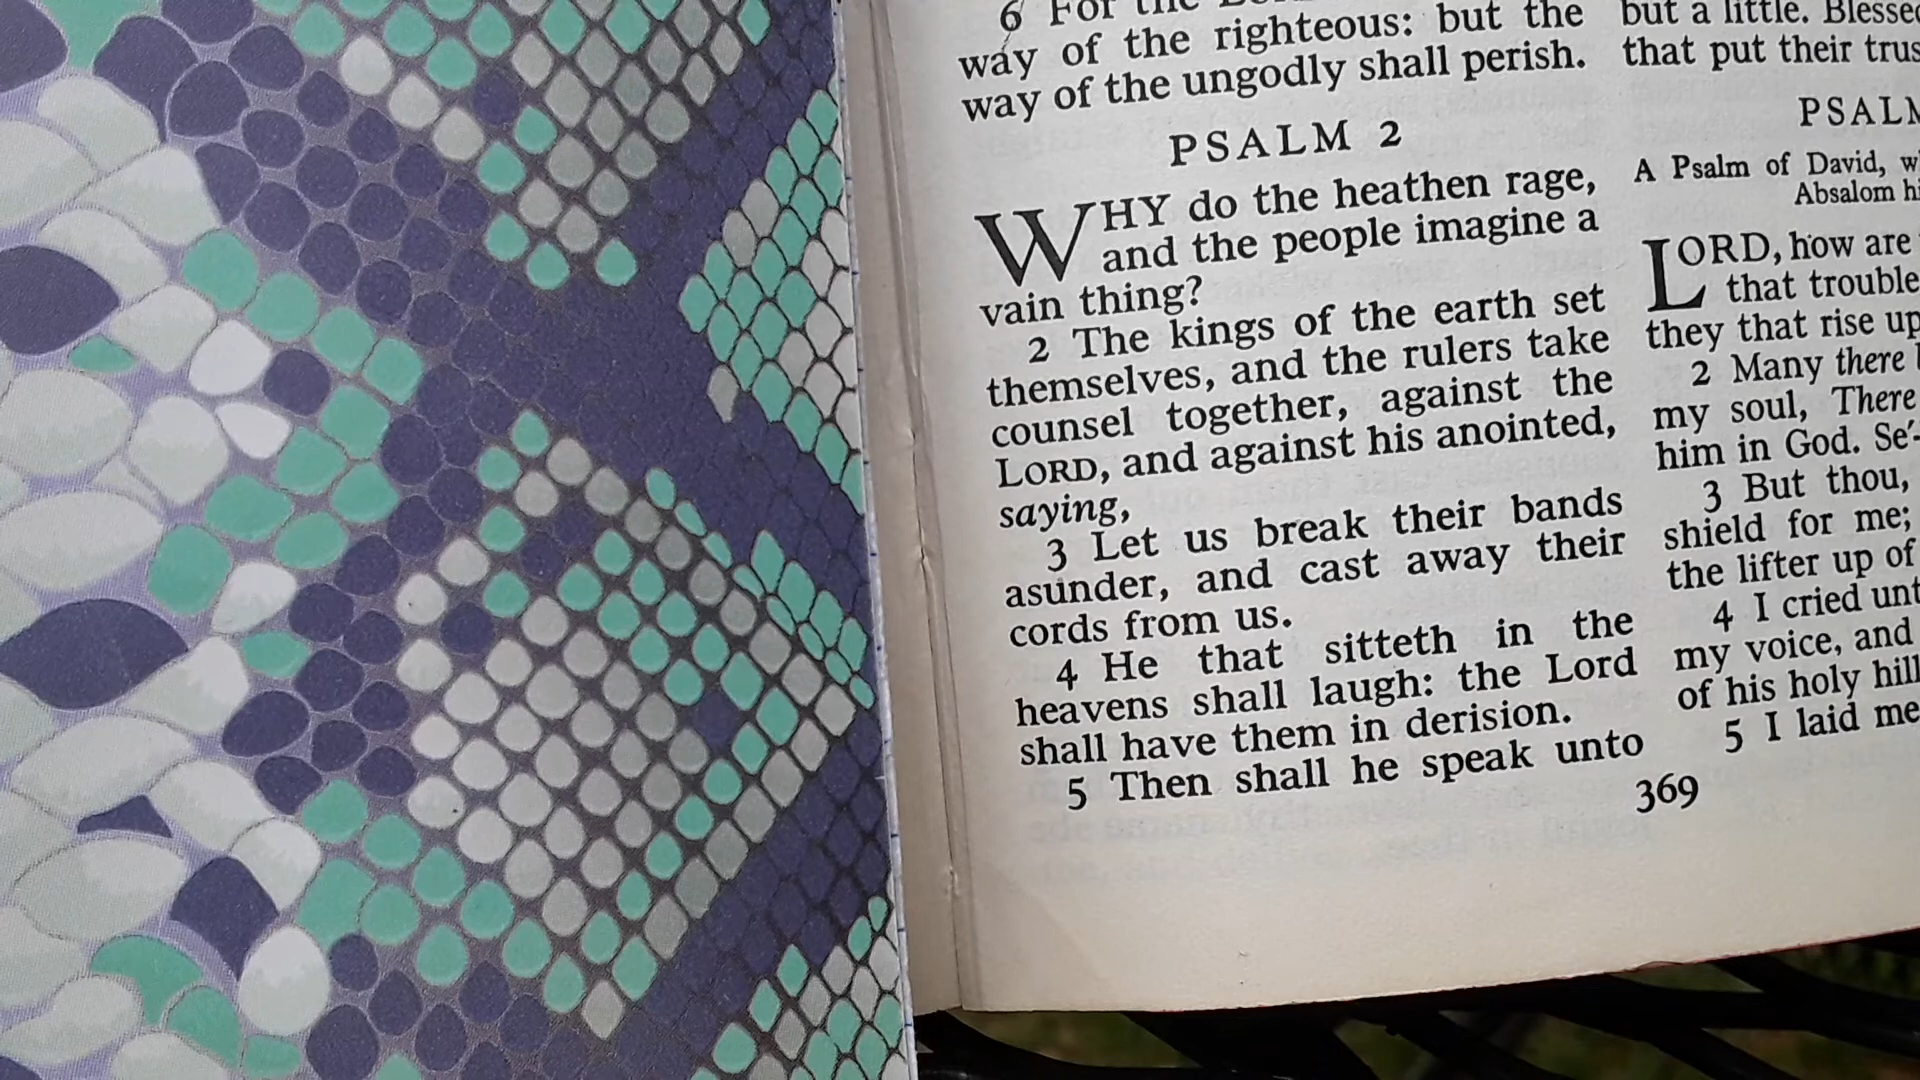 6 For the
way of the righteous: but the
way of the ungodly shall perish.
PSALM 2
WHY do the heathen rage,
and the people imagine a
vain thing?
2 The kings of the earth set
themselves, and the rulers take
counsel together, against the
LORD, and against his anointed,
saying,
3 Let us break their bands
asunder, and cast away their
cords from us.
4 He that sitteth in the
heavens shall laugh: the Lord
shall have them in derision.
5 Then shall he speak unto
but a little.
that put their
A Psalm of David,
Absalom
LORD, how are
that trouble
they that rise up
2 Many there
my soul, There
him in God.
3 But thou,
shield for me;
the lifter up of
4 I cried
my voice, and
of his holy hill
5 I laid me
369